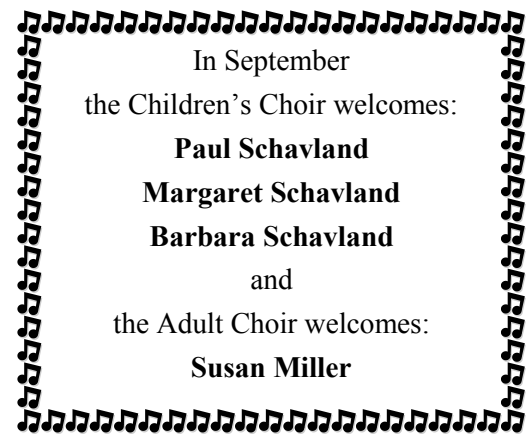 In September
the Children’s Choir welcomes:
Paul Schavland
Margaret Schavland
Barbara Schavland
and
the Adult Choir welcomes:
Susan Miller